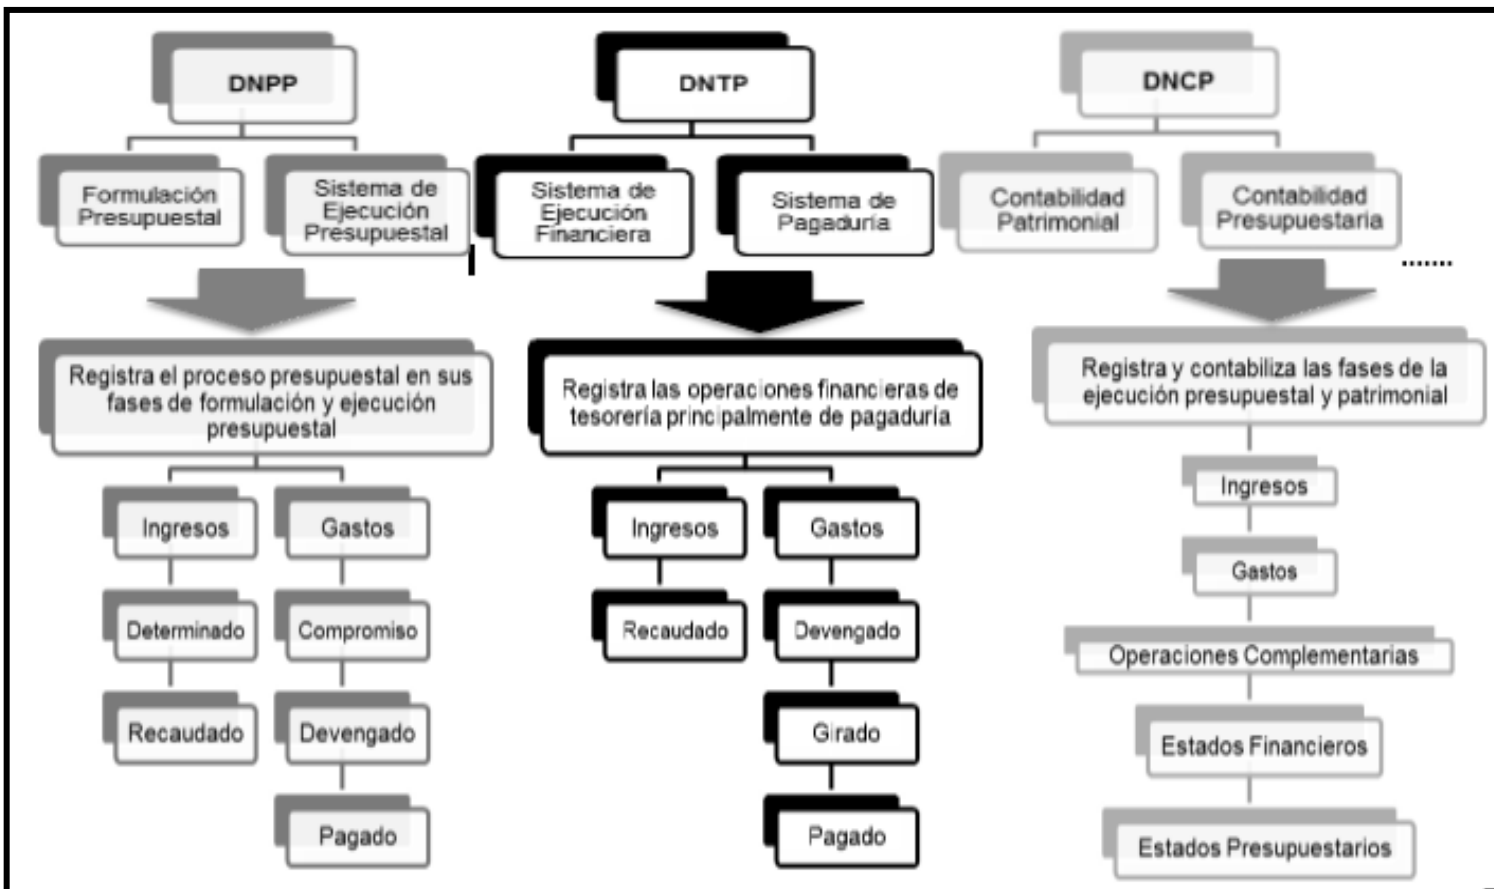 DNPP
Formulación
Presupuestal
Sistema de
Ejecución
Presupuestal
Registra el proceso presupuestal en sus
fases de formulación y ejecución
presupuestal
Ingresos
Determinado
Recaudado
Gastos
Compromiso
Devengado
Pagado
DNTP
Sistema de
Ejecución
Financiera
Sistema de
Pagaduría
Registra las operaciones financieras de
tesorería principalmente de pagaduría
Ingresos
Recaudado
Gastos
Devengado
Girado
Pagado
DNCP
Contabilidad
Patrimonial
Contabilidad
Presupuestaria
.......
Registra y contabiliza las fases de la
ejecución presupuestal y patrimonial
Ingresos
Gastos
Operaciones Complementarias
Estados Financieros
Estados Presupuestarios